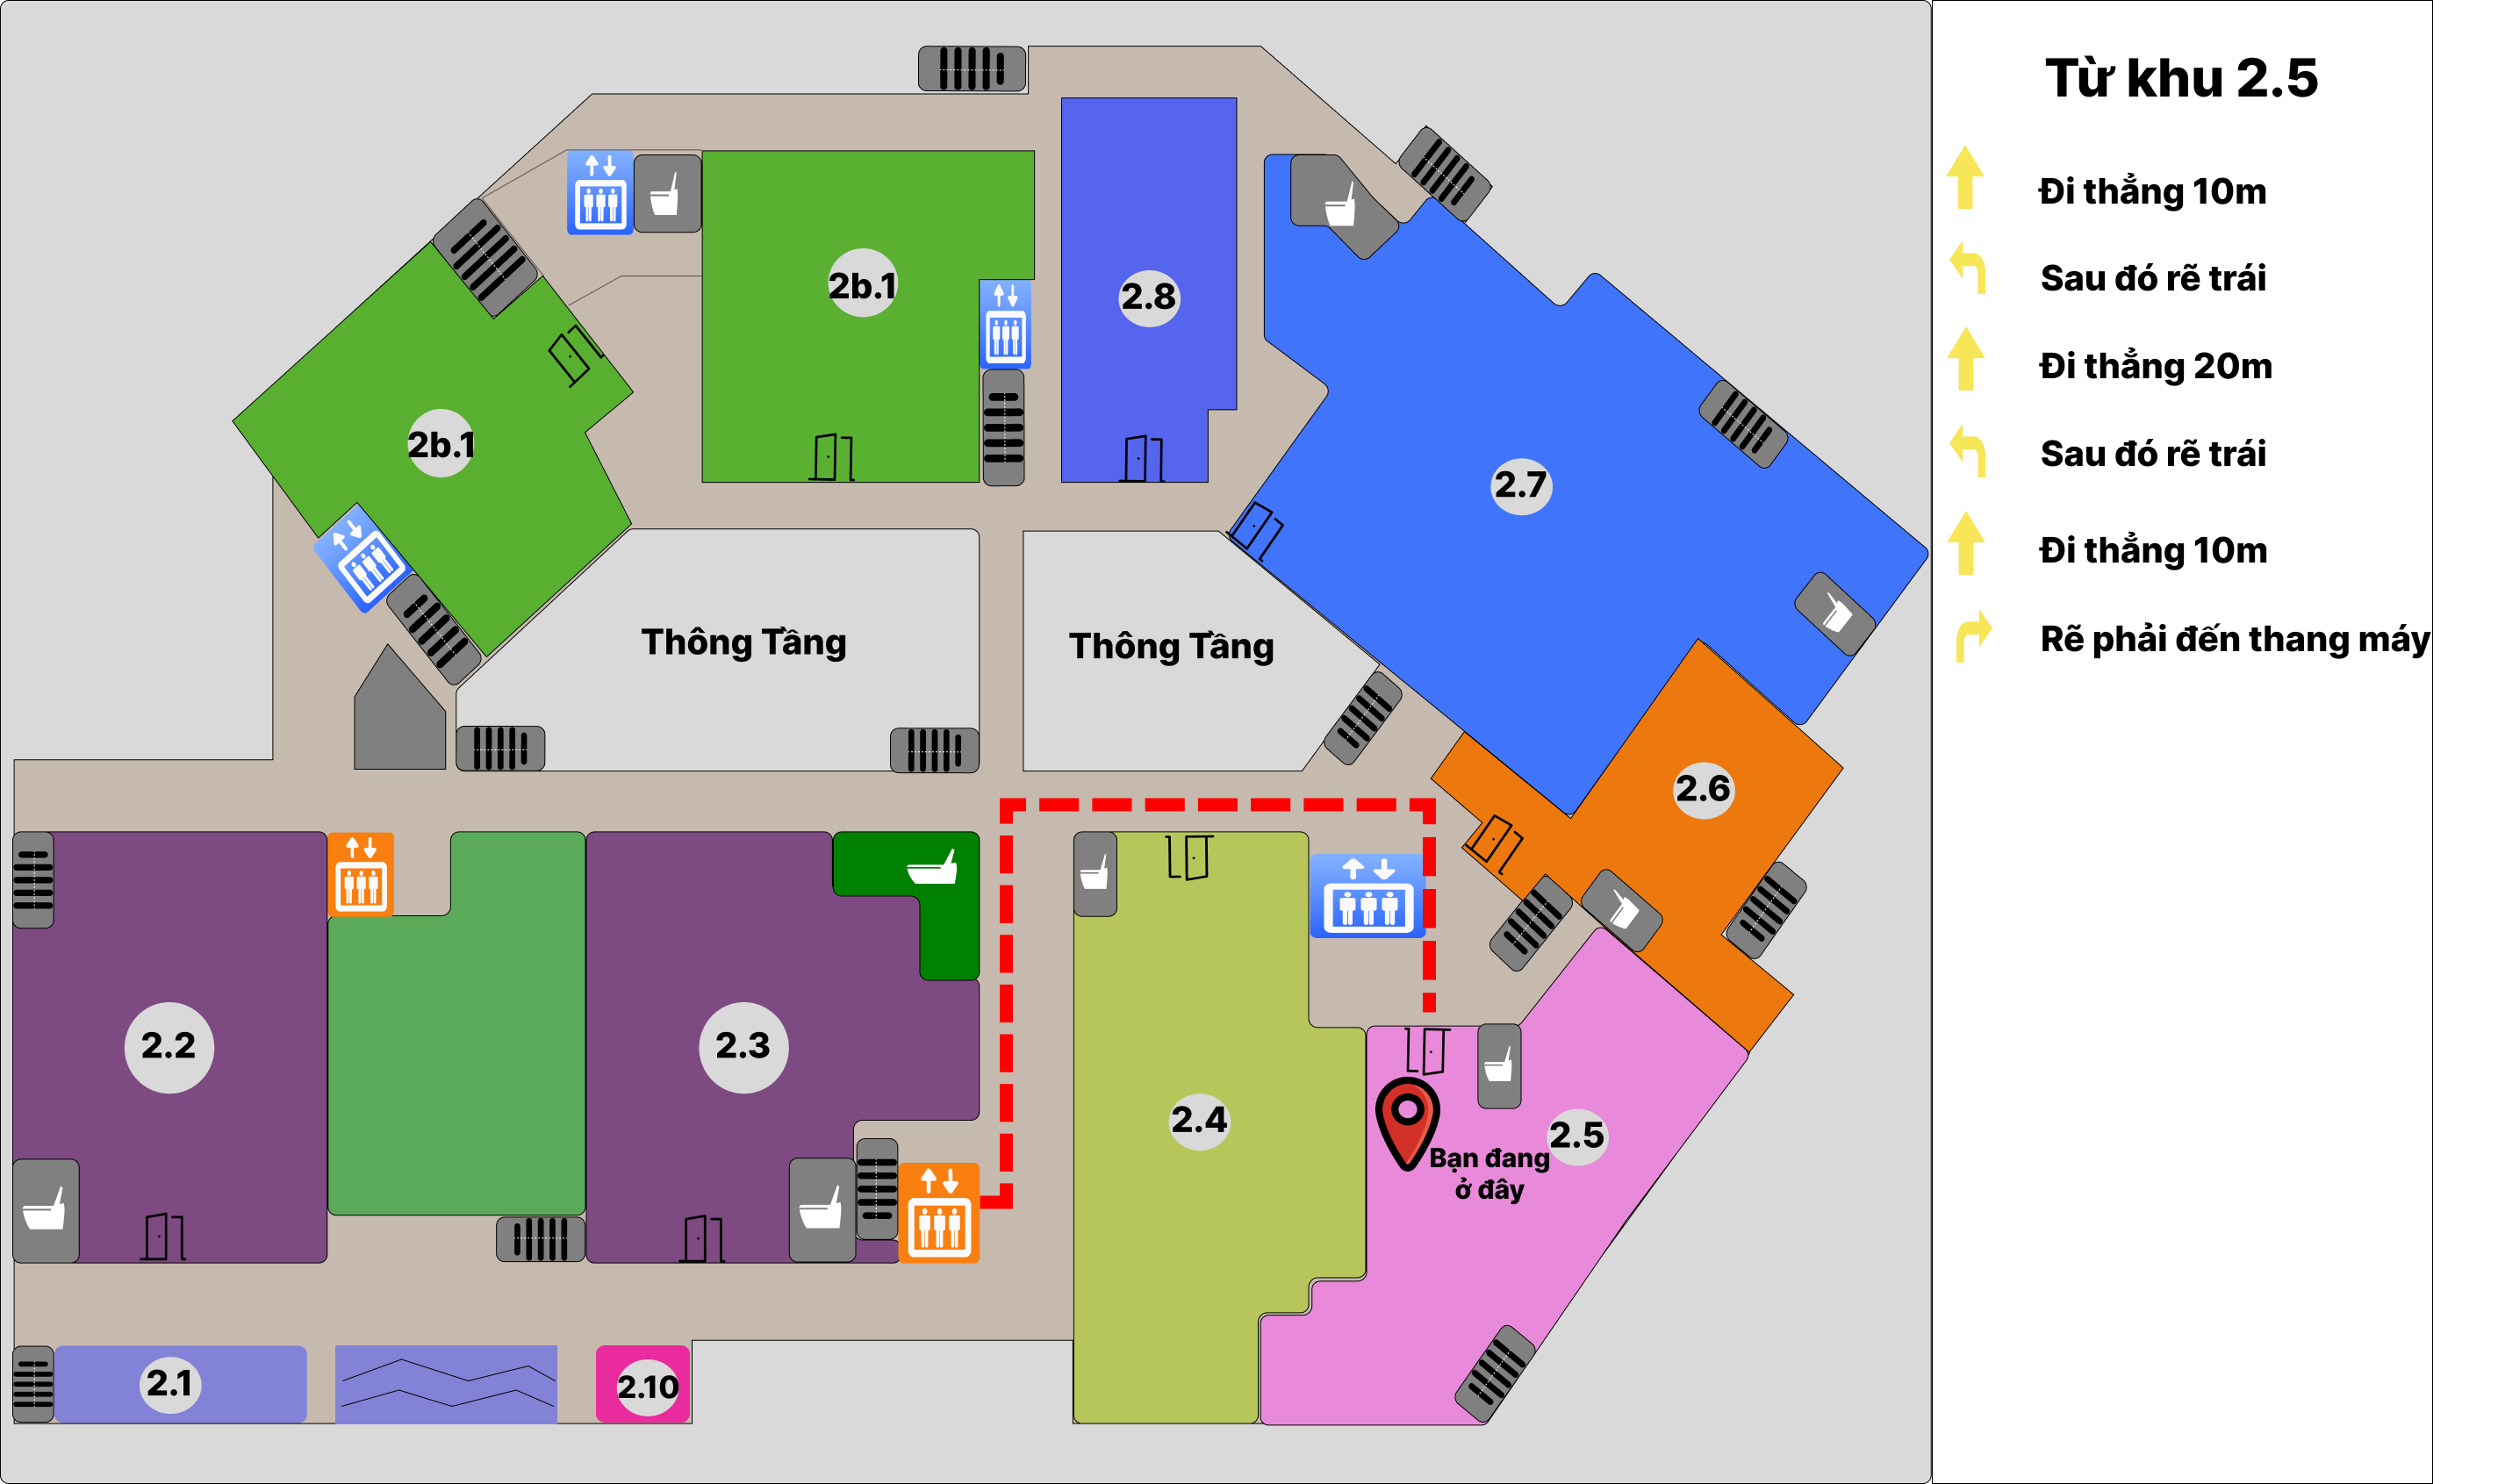 2b.1
2.8
2b.1
2.7
Thông Tầng
Thông Tầng
2.6
2.2
2.3
2.4
2.5
Bạn đang
ở đây
2.1
2.10
Từ khu 2.5
Đi thẳng 10m
Sau đó rẽ trái
Đi thẳng 20m
Sau đó rẽ trái
Đi thẳng 10m
Rẽ phải đến thang máy